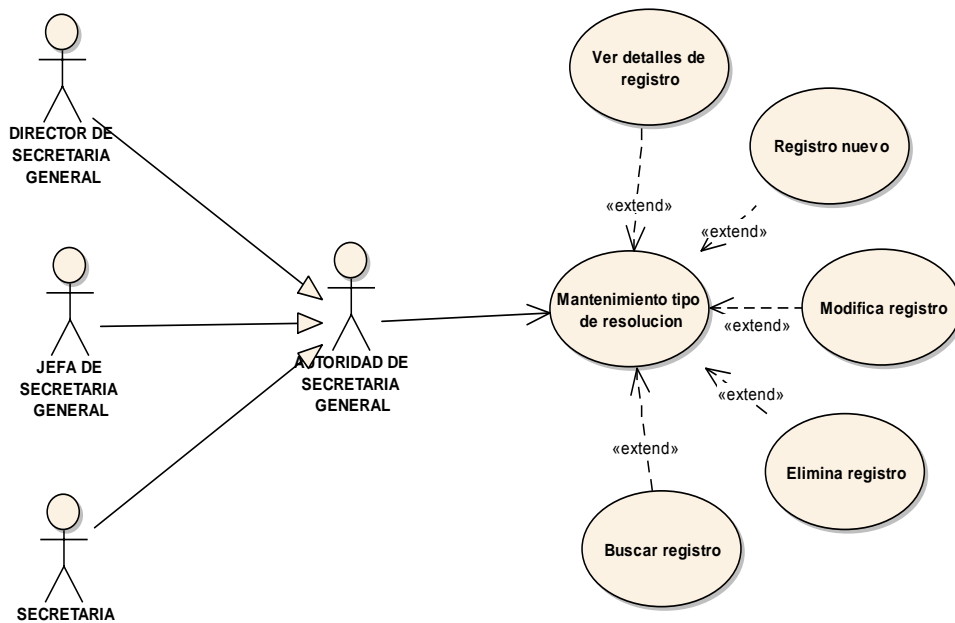 DIRECTOR DE
SECRETARIA
GENERAL
JEFA DE
SECRETARIA
GENERAL
SECRETARIA
AUTORIDAD DE
SECRETARIA
GENERAL
Ver detalles de
registro
Registro nuevo
«extend»
«extend»
Mantenimiento tipo
de resolucion
Modifica registro
«extend»
«extend»
Elimina registro
«extend»
Buscar registro